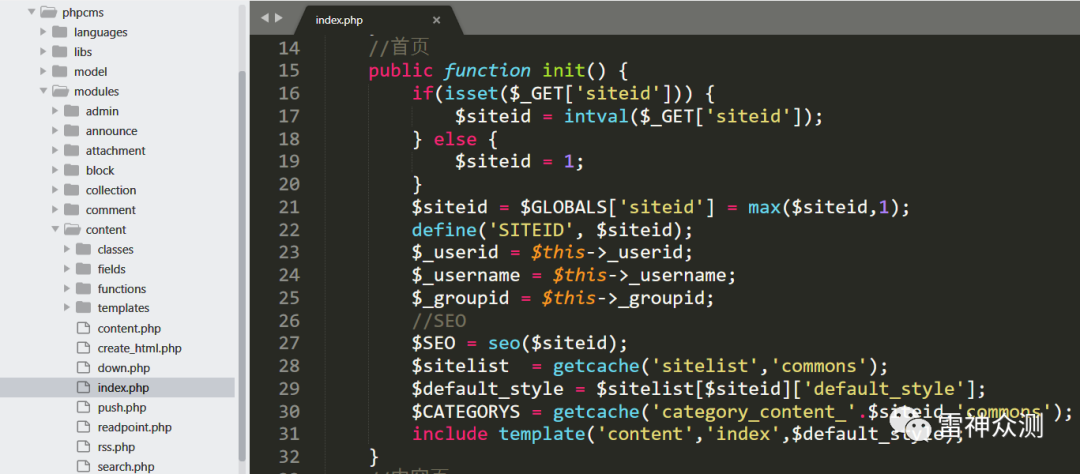 phpcms
languages
libs
model
modules
admin
announce
attachment
block
collection
comment
content
classes
fields
functions
templates
content.php
create_html.php
down.php
index.php
push.php
readpoint.php
rss.php
search.php
index.php ×
14 //首页
15 public function init() {
16 if(isset($_GET['siteid'])) {
17 $siteid = intval($_GET['siteid']);
18 } else {
19 $siteid = 1;
20 }
21 $siteid = $GLOBALS['siteid'] = max($siteid,1);
22 define('SITEID', $siteid);
23 $_userid = $this->_userid;
24 $_username = $this->_username;
25 $_groupid = $this->_groupid;
26 //SEO
27 $SEO = seo($siteid);
28 $sitelist  = getcache('sitelist','commons');
29 $default_style = $sitelist[$siteid]['default_style'];
30 $CATEGORYS = getcache('category_content_'.$siteid,'commons');
31 include template('content','index',$default_style);
32 }
雷神众测